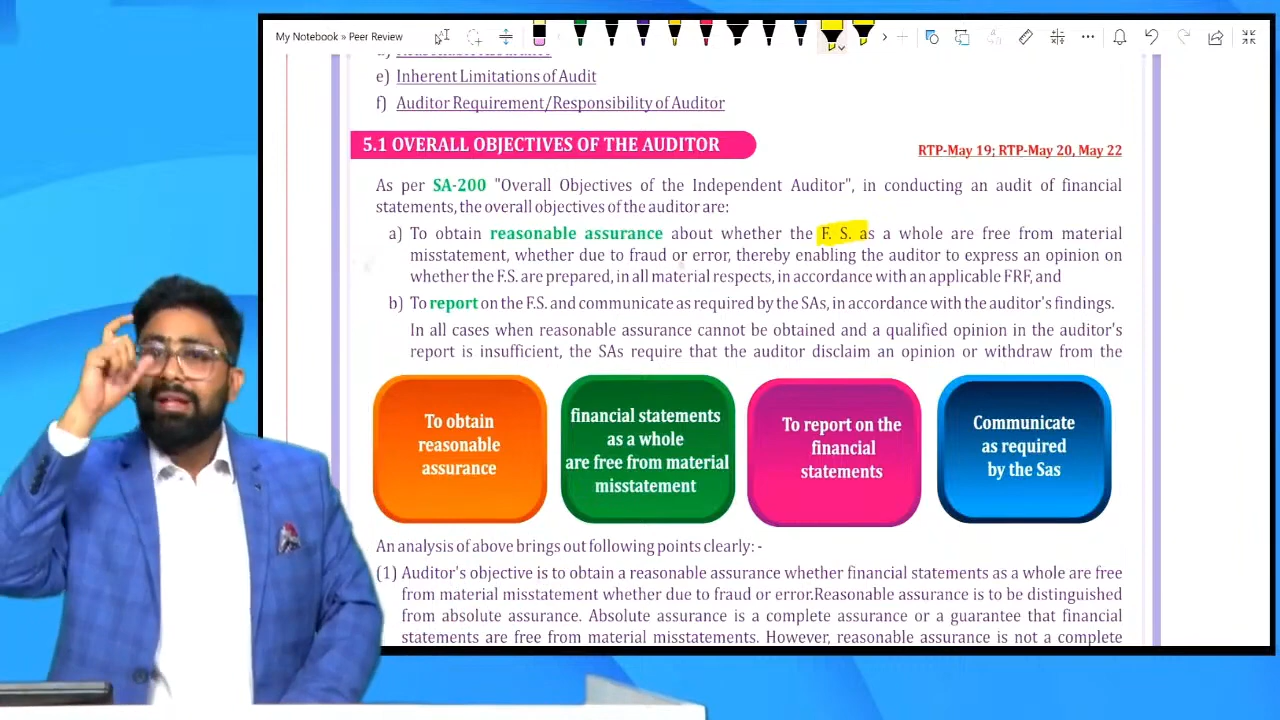 My Notebook » Peer Review
e) Inherent Limitations of Audit
f) Auditor Requirement/Responsibility of Auditor
5.1 OVERALL OBJECTIVES OF THE AUDITOR
RTP-May 19; RTP-May 20, May 22
As per SA-200 "Overall Objectives of the Independent Auditor", in conducting an audit of financial
statements, the overall objectives of the auditor are:
a) To obtain reasonable assurance about whether the F. S. as a whole are free from material
misstatement, whether due to fraud or error, thereby enabling the auditor to express an opinion on
whether the F.S. are prepared, in all material respects, in accordance with an applicable FRF, and
b) To report on the F.S. and communicate as required by the SAs, in accordance with the auditor's findings.
In all cases when reasonable assurance cannot be obtained and a qualified opinion in the auditor's
report is insufficient, the SAs require that the auditor disclaim an opinion or withdraw from the
To obtain
reasonable
assurance
financial statements
as a whole
are free from material
misstatement
To report on the
financial
statements
Communicate
as required
by the Sas
An analysis of above brings out following points clearly: -
(1) Auditor's objective is to obtain a reasonable assurance whether financial statements as a whole are free
from material misstatement whether due to fraud or error.Reasonable assurance is to be distinguished
from absolute assurance. Absolute assurance is a complete assurance or a guarantee that financial
statements are free from material misstatements. However, reasonable assurance is not a complete